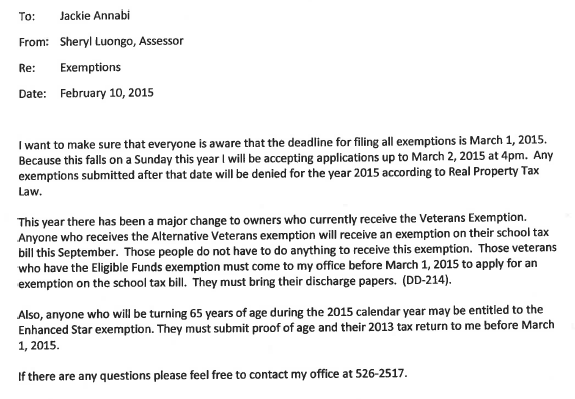 To: Jackie Annabi
From: Sheryl Luongo, Assessor
Re: Exemptions
Date: February 10, 2015
I want to make sure that everyone is aware that the deadline for filing all exemptions is March 1, 2015.
Because this falls on a Sunday this year I will be accepting applications up to March 2, 2015 at 4pm. Any
exemptions submitted after that date will be denied for the year 2015 according to Real Property Tax
Law.
This year there has been a major change to owners who currently receive the Veterans Exemption.
Anyone who receives the Alternative Veterans exemption will receive an exemption on their school tax
bill this September. Those people do not have to do anything to receive this exemption. Those veterans
who have the Eligible Funds exemption must come to my office before March 1, 2015 to apply for an
exemption on the school tax bill. They must bring their discharge papers. (DD-214).
Also, anyone who will be turning 65 years of age during the 2015 calendar year may be entitled to the
Enhanced Star exemption. They must submit proof of age and their 2013 tax return to me before March
1, 2015.
If there are any questions please feel free to contact my office at 526-2517.